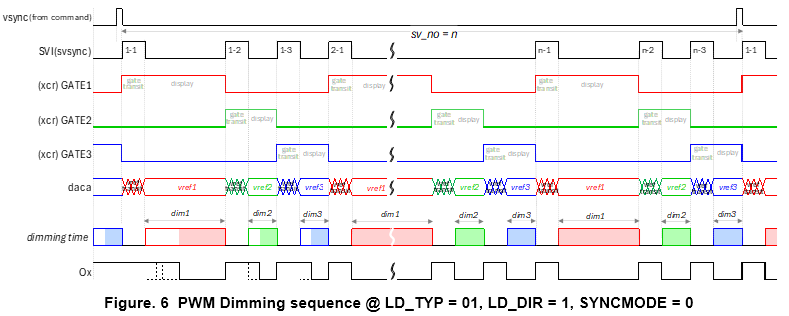 vsync(from command)
sv_no = n
SVI(svsync) 1-1 1-2 1-3 2-1 n-1 n-2 n-3 1-1
(xcr) GATE1 gate transit display gate transit display gate transit display
(xcr) GATE2 gate transit display gate transit display gate transit display
(xcr) GATE3 gate transit display gate transit display gate transit display
daca vref1 vref2 vref3 vref1 vref2 vref3 vref1 vref2 vref3
dim1 dim2 dim3 dim1 dim2 dim3 dim1 dim2 dim3
dimming time
Ox
Figure. 6 PWM Dimming sequence @ LD_TYP = 01, LD_DIR = 1, SYNCMODE = 0